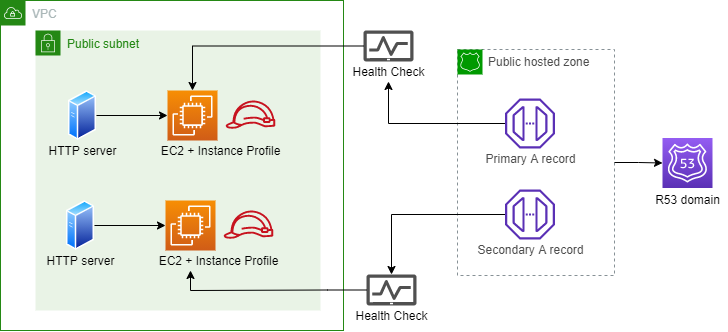 VPC
Public subnet
Health Check
Public hosted zone
HTTP server
EC2 + Instance Profile
Primary A record
53
R53 domain
HTTP server
EC2 + Instance Profile
Secondary A record
Health Check